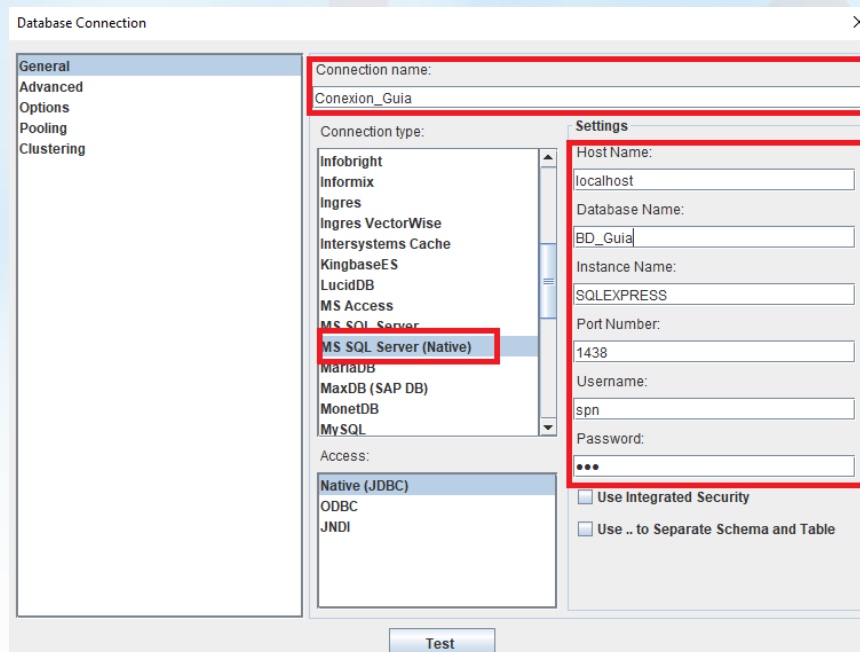 Database Connection
General
Advanced
Options
Pooling
Clustering
Connection name:
Conexion_Guia
Connection type:
Infobright
Informix
Ingres
Ingres VectorWise
Intersystems Cache
KingbaseES
LucidDB
MS Access
MS SQL Server
MS SQL Server (Native)
MariaDB
MaxDB (SAP DB)
MonetDB
MySQL
Access:
Native (JDBC)
ODBC
JNDI
Settings
Host Name:
localhost
Database Name:
BD_Guia
Instance Name:
SQLEXPRESS
Port Number:
1438
Username:
spn
Password:
●●●
Use Integrated Security
Use .. to Separate Schema and Table
Test